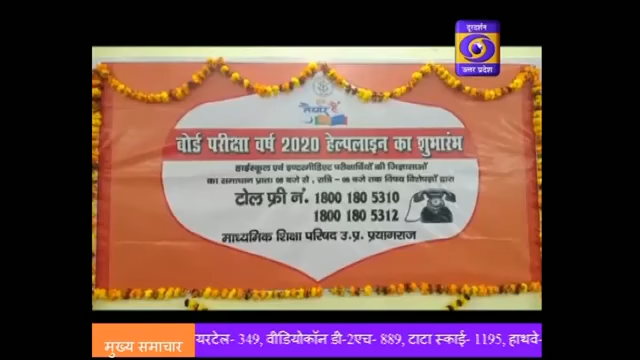 दूरदर्शन
उत्तर प्रदेश
तैयार हैं
बोर्ड परीक्षा वर्ष 2020 हेल्पलाइन का शुभारंभ
हाईस्कूल एवं इण्टरमीडिएट परीक्षार्थियों की जिज्ञासाओं
का समाधान प्रातः 08 बजे से , रात्रि - 08 बजे तक विषय विशेषज्ञों द्वारा
टोल फ्री नं. 1800 180 5310
1800 180 5312
माध्यमिक शिक्षा परिषद उ.प्र. प्रयागराज
मुख्य समाचार
यरटेल- 349, वीडियोकॉन डी-2एच- 889, टाटा स्काई- 1195, हाथवे-